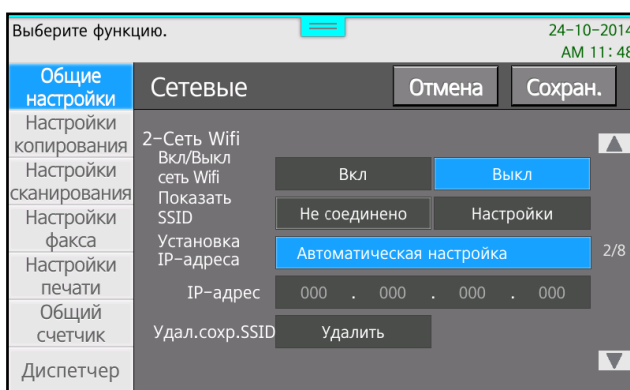 Выберите функцию.
24-10-2014
AM 11:48
Общие
настройки
Сетевые
Отмена
Сохран.
Настройки
копирования
Настройки
сканирования
Настройки
факса
Настройки
печати
Общий
счетчик
Диспетчер
2-Сеть Wifi
Вкл/Выкл
сеть Wifi
Вкл
Выкл
Показать
SSID
Не соединено
Настройки
Установка
IP-адреса
Автоматическая настройка
2/8
IP-адрес
000 . 000 . 000 . 000
Удал.сохр.SSID
Удалить